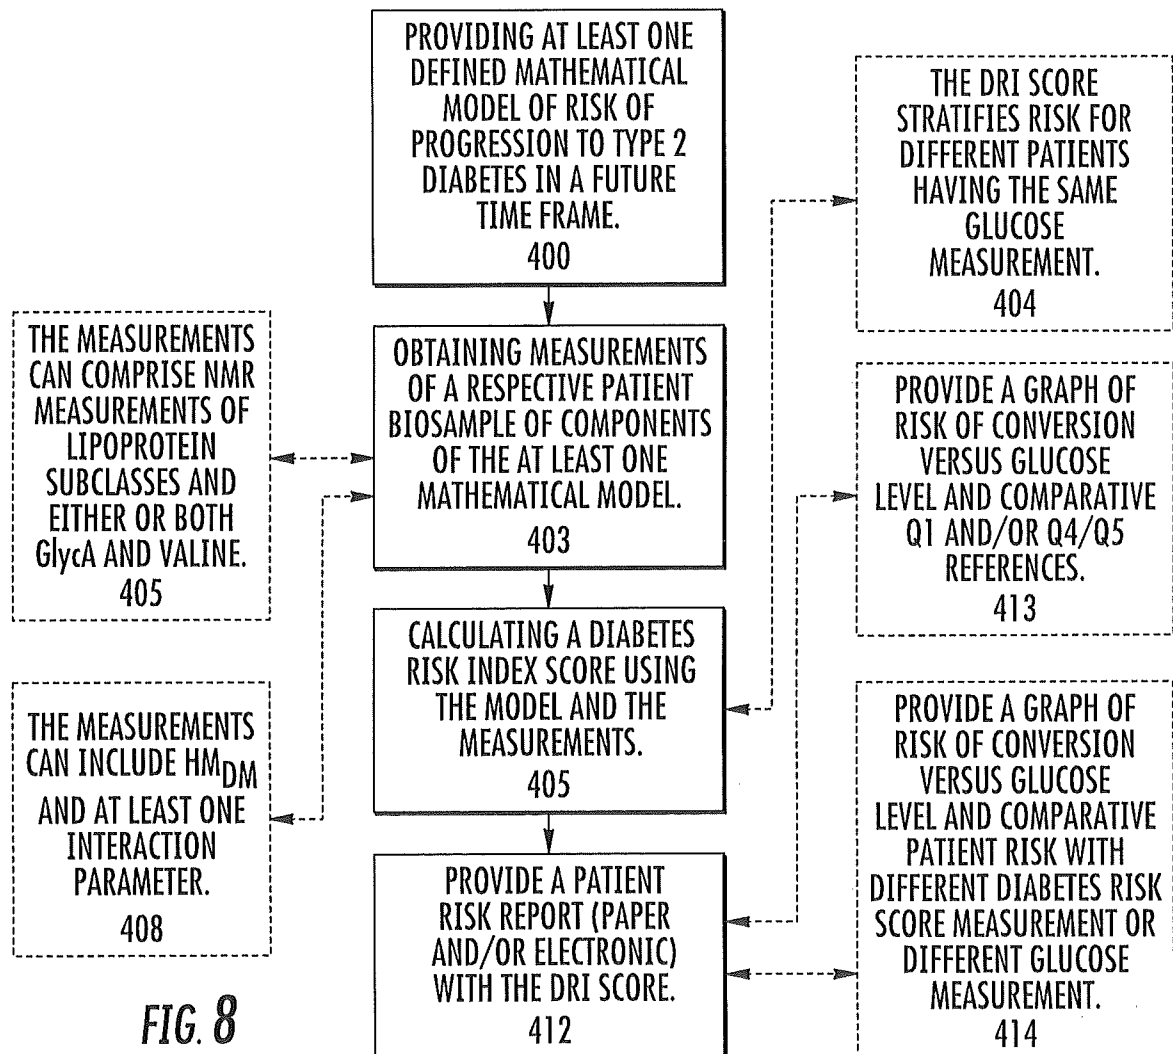 PROVIDING AT LEAST ONE
DEFINED MATHEMATICAL
MODEL OF RISK OF
PROGRESSION TO TYPE 2
DIABETES IN A FUTURE
TIME FRAME.
400
THE DRI SCORE
STRATIFIES RISK FOR
DIFFERENT PATIENTS
HAVING THE SAME
GLUCOSE
MEASUREMENT.
404
THE MEASUREMENTS
CAN COMPRISE NMR
MEASUREMENTS OF
LIPOPROTEIN
SUBCLASSES AND
EITHER OR BOTH
GlycA AND VALINE.
405
OBTAINING MEASUREMENTS
OF A RESPECTIVE PATIENT
BIOSAMPLE OF COMPONENTS
OF THE AT LEAST ONE
MATHEMATICAL MODEL.
403
PROVIDE A GRAPH OF
RISK OF CONVERSION
VERSUS GLUCOSE
LEVEL AND COMPARATIVE
Q1 AND/OR Q4/Q5
REFERENCES.
413
THE MEASUREMENTS
CAN INCLUDE HMDM
AND AT LEAST ONE
INTERACTION
PARAMETER.
408
CALCULATING A DIABETES
RISK INDEX SCORE USING
THE MODEL AND THE
MEASUREMENTS.
405
PROVIDE A GRAPH OF
RISK OF CONVERSION
VERSUS GLUCOSE
LEVEL AND COMPARATIVE
PATIENT RISK WITH
DIFFERENT DIABETES RISK
SCORE MEASUREMENT OR
DIFFERENT GLUCOSE
MEASUREMENT.
414
PROVIDE A PATIENT
RISK REPORT (PAPER
AND/OR ELECTRONIC)
WITH THE DRI SCORE.
412
FIG. 8